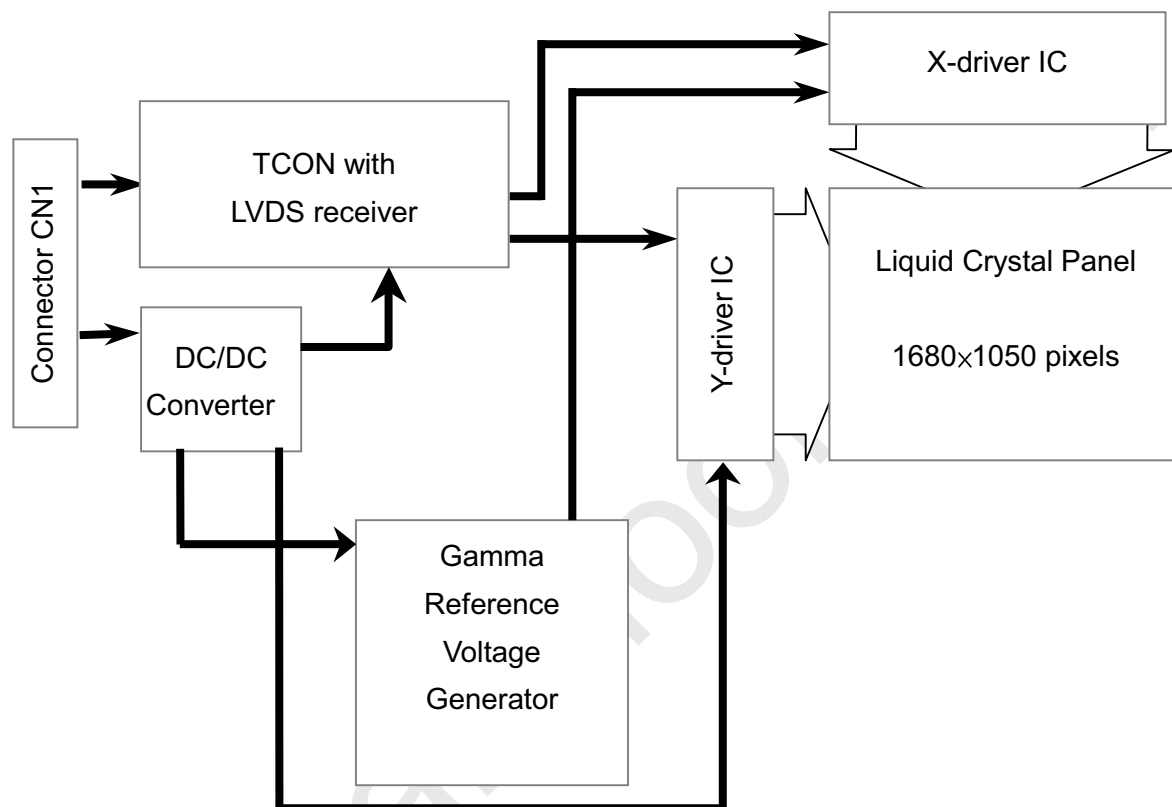 X-driver IC
TCON with
LVDS receiver
Connector CN1
Y-driver IC
Liquid Crystal Panel
1680×1050 pixels
DC/DC
Converter
Gamma
Reference
Voltage
Generator